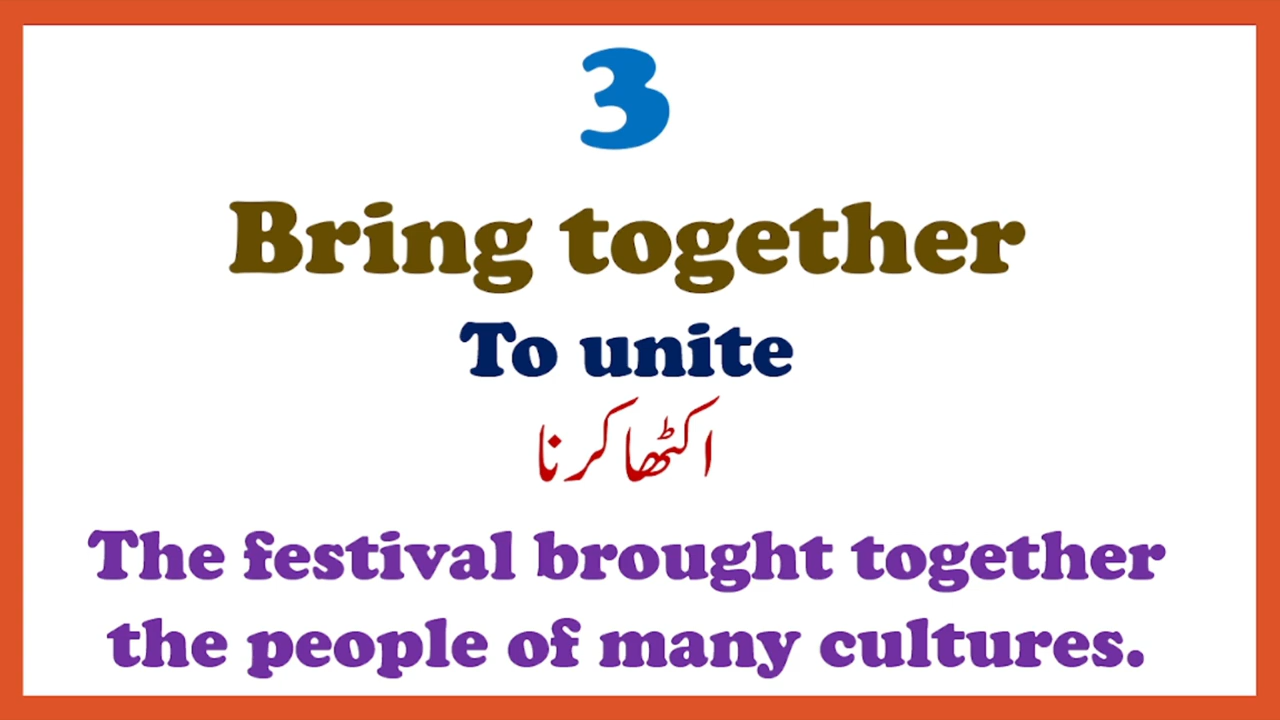 3
Bring together
To unite
اکٹھا کرنا
The festival brought together
the people of many cultures.